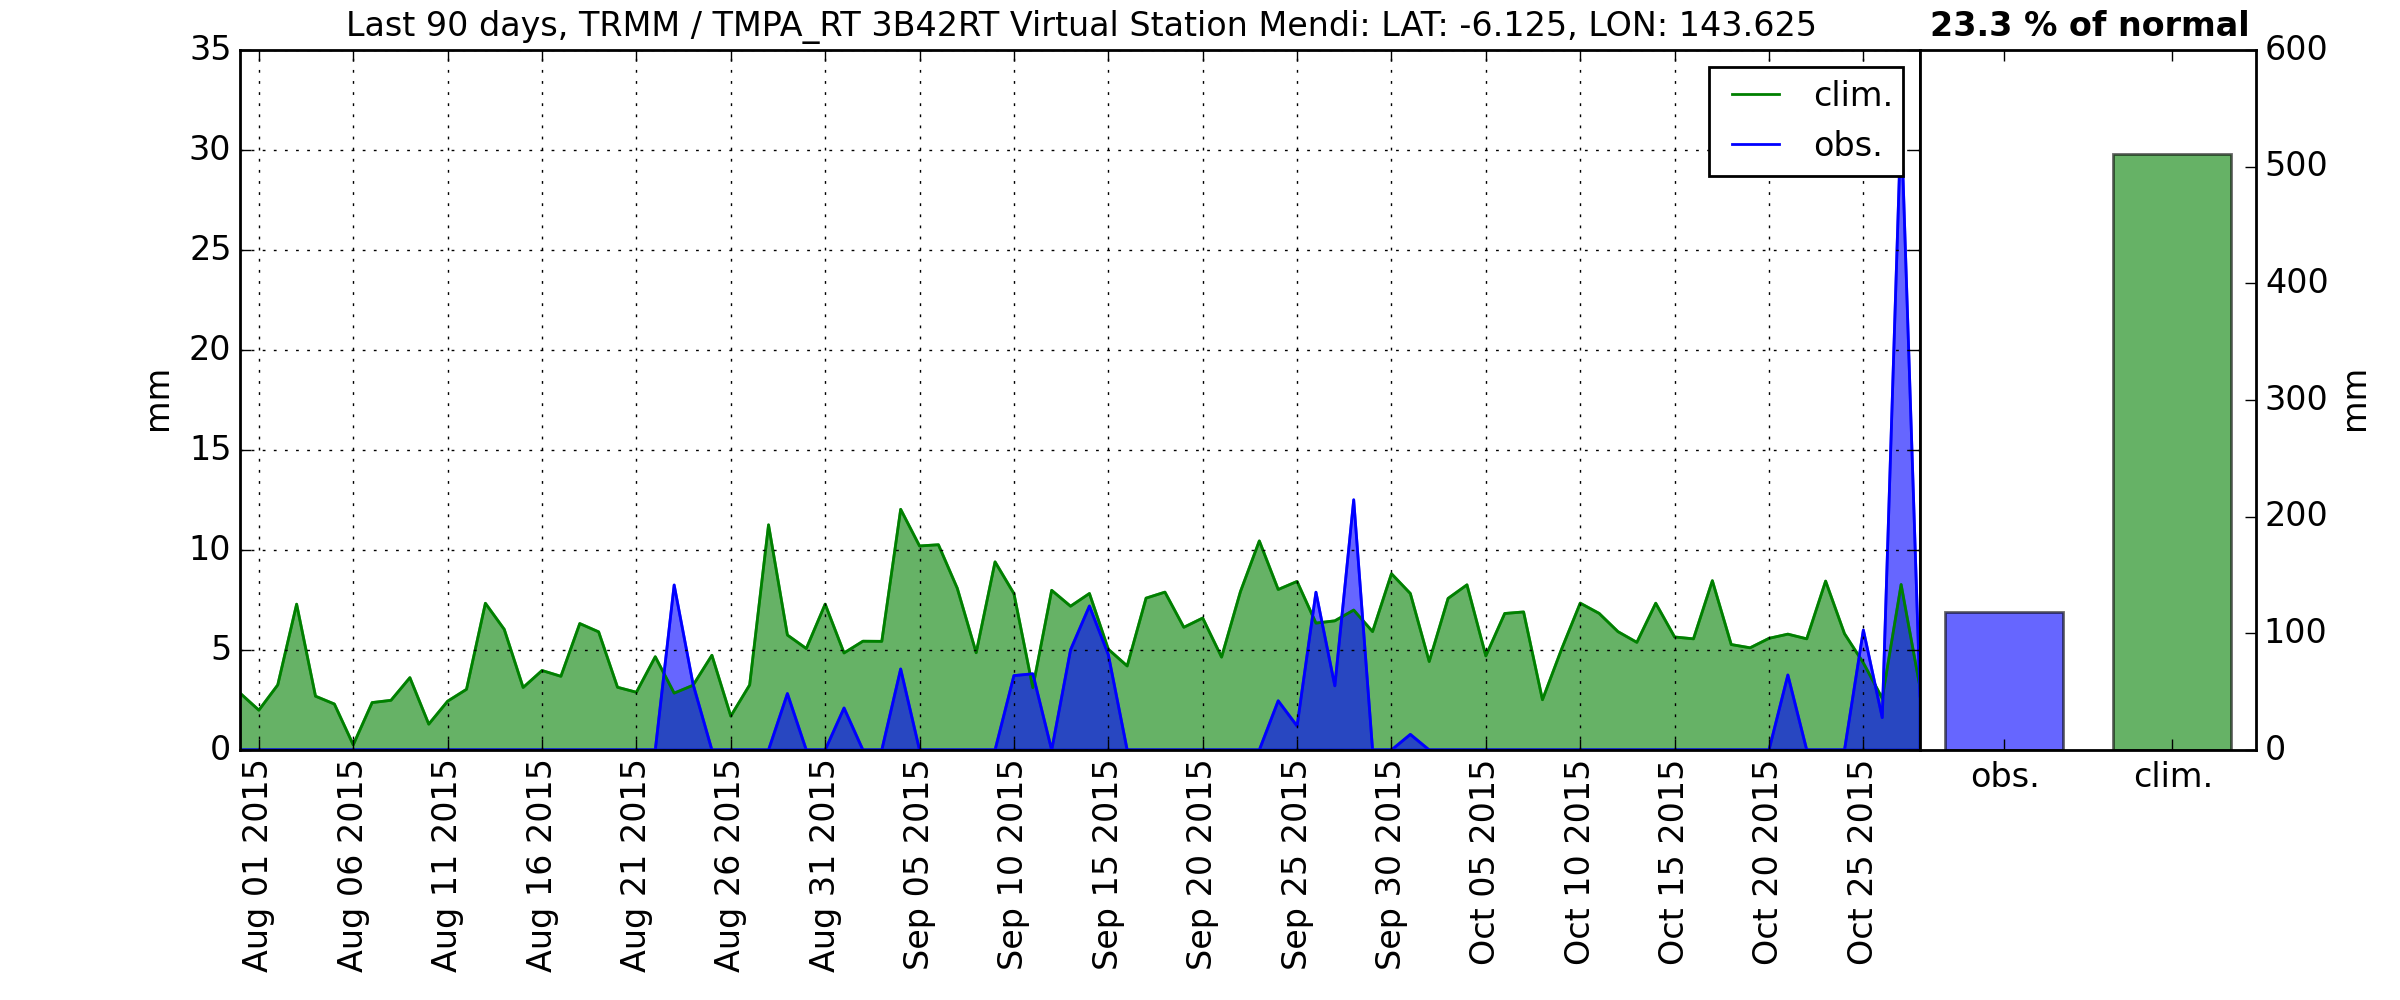 Last 90 days, TRMM / TMPA_RT 3B42RT Virtual Station Mendi: LAT: -6.125, LON: 143.625
23.3 % of normal
35
30
25
20
15
10
5
0
mm
clim.
obs.
600
500
400
300
200
100
0
mm
Aug 01 2015
Aug 06 2015
Aug 11 2015
Aug 16 2015
Aug 21 2015
Aug 26 2015
Aug 31 2015
Sep 05 2015
Sep 10 2015
Sep 15 2015
Sep 20 2015
Sep 25 2015
Sep 30 2015
Oct 05 2015
Oct 10 2015
Oct 15 2015
Oct 20 2015
Oct 25 2015
obs.
clim.